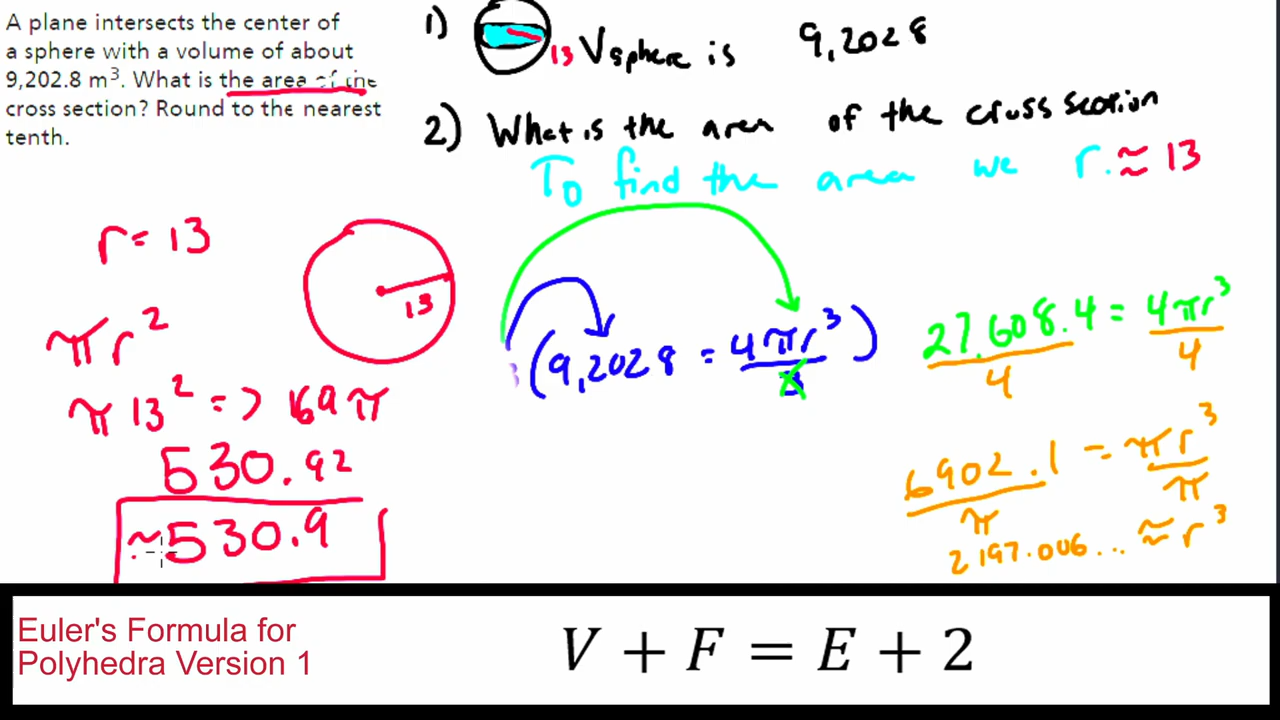 A plane intersects the center of
a sphere with a volume of about
9,202.8 m³. What is the area of the
cross section? Round to the nearest
tenth.
1) 13 Vsphere is 9,2028
2) What is the area of the cross section
To find the area we r. ≈ 13
r = 13
13
πr²
π 13² => 169π
530.92
≈530.9
3(9,2028 = 4πr³/3)
27,608.4 = 4πr³
4 4
6902.1 = πr³
π π
2197.006... ≈ r³
Euler's Formula for
Polyhedra Version 1
V + F = E + 2